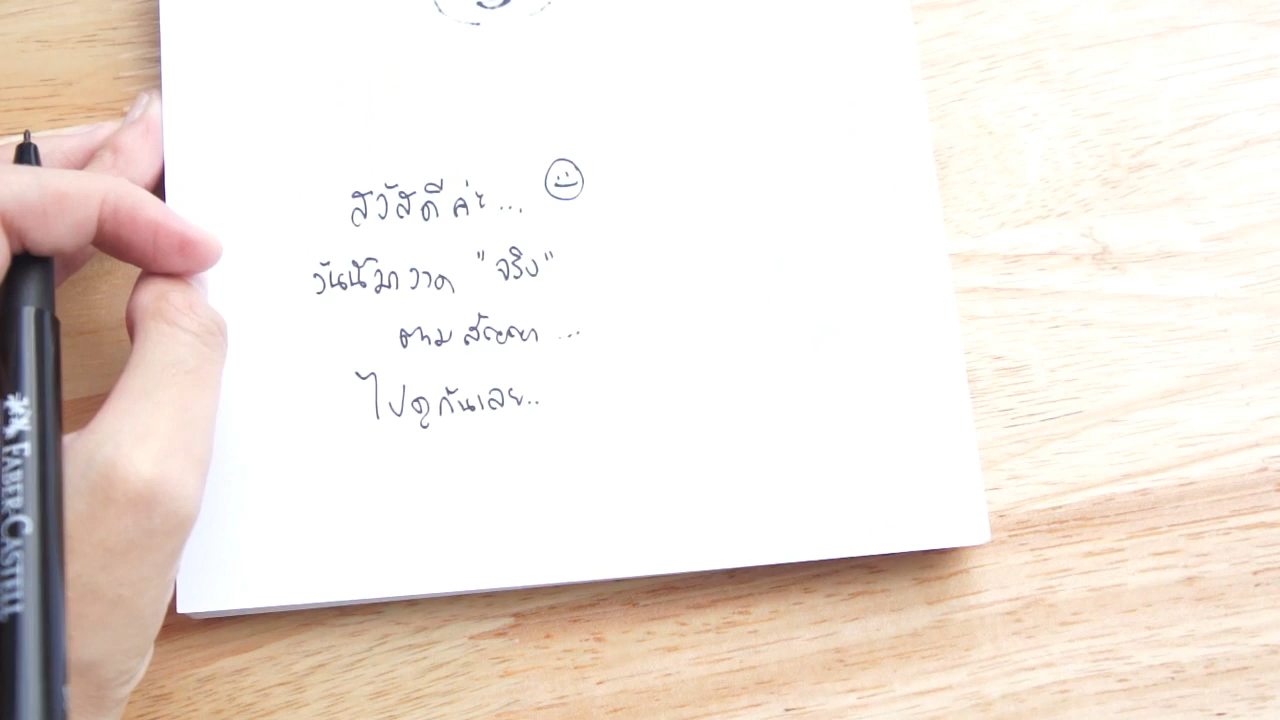 สวัสดีค่ะ...
วันนี้มาวาด "จริง"
ตามสัญญา ...
ไปดูกันเลย..
FABER-CASTELL